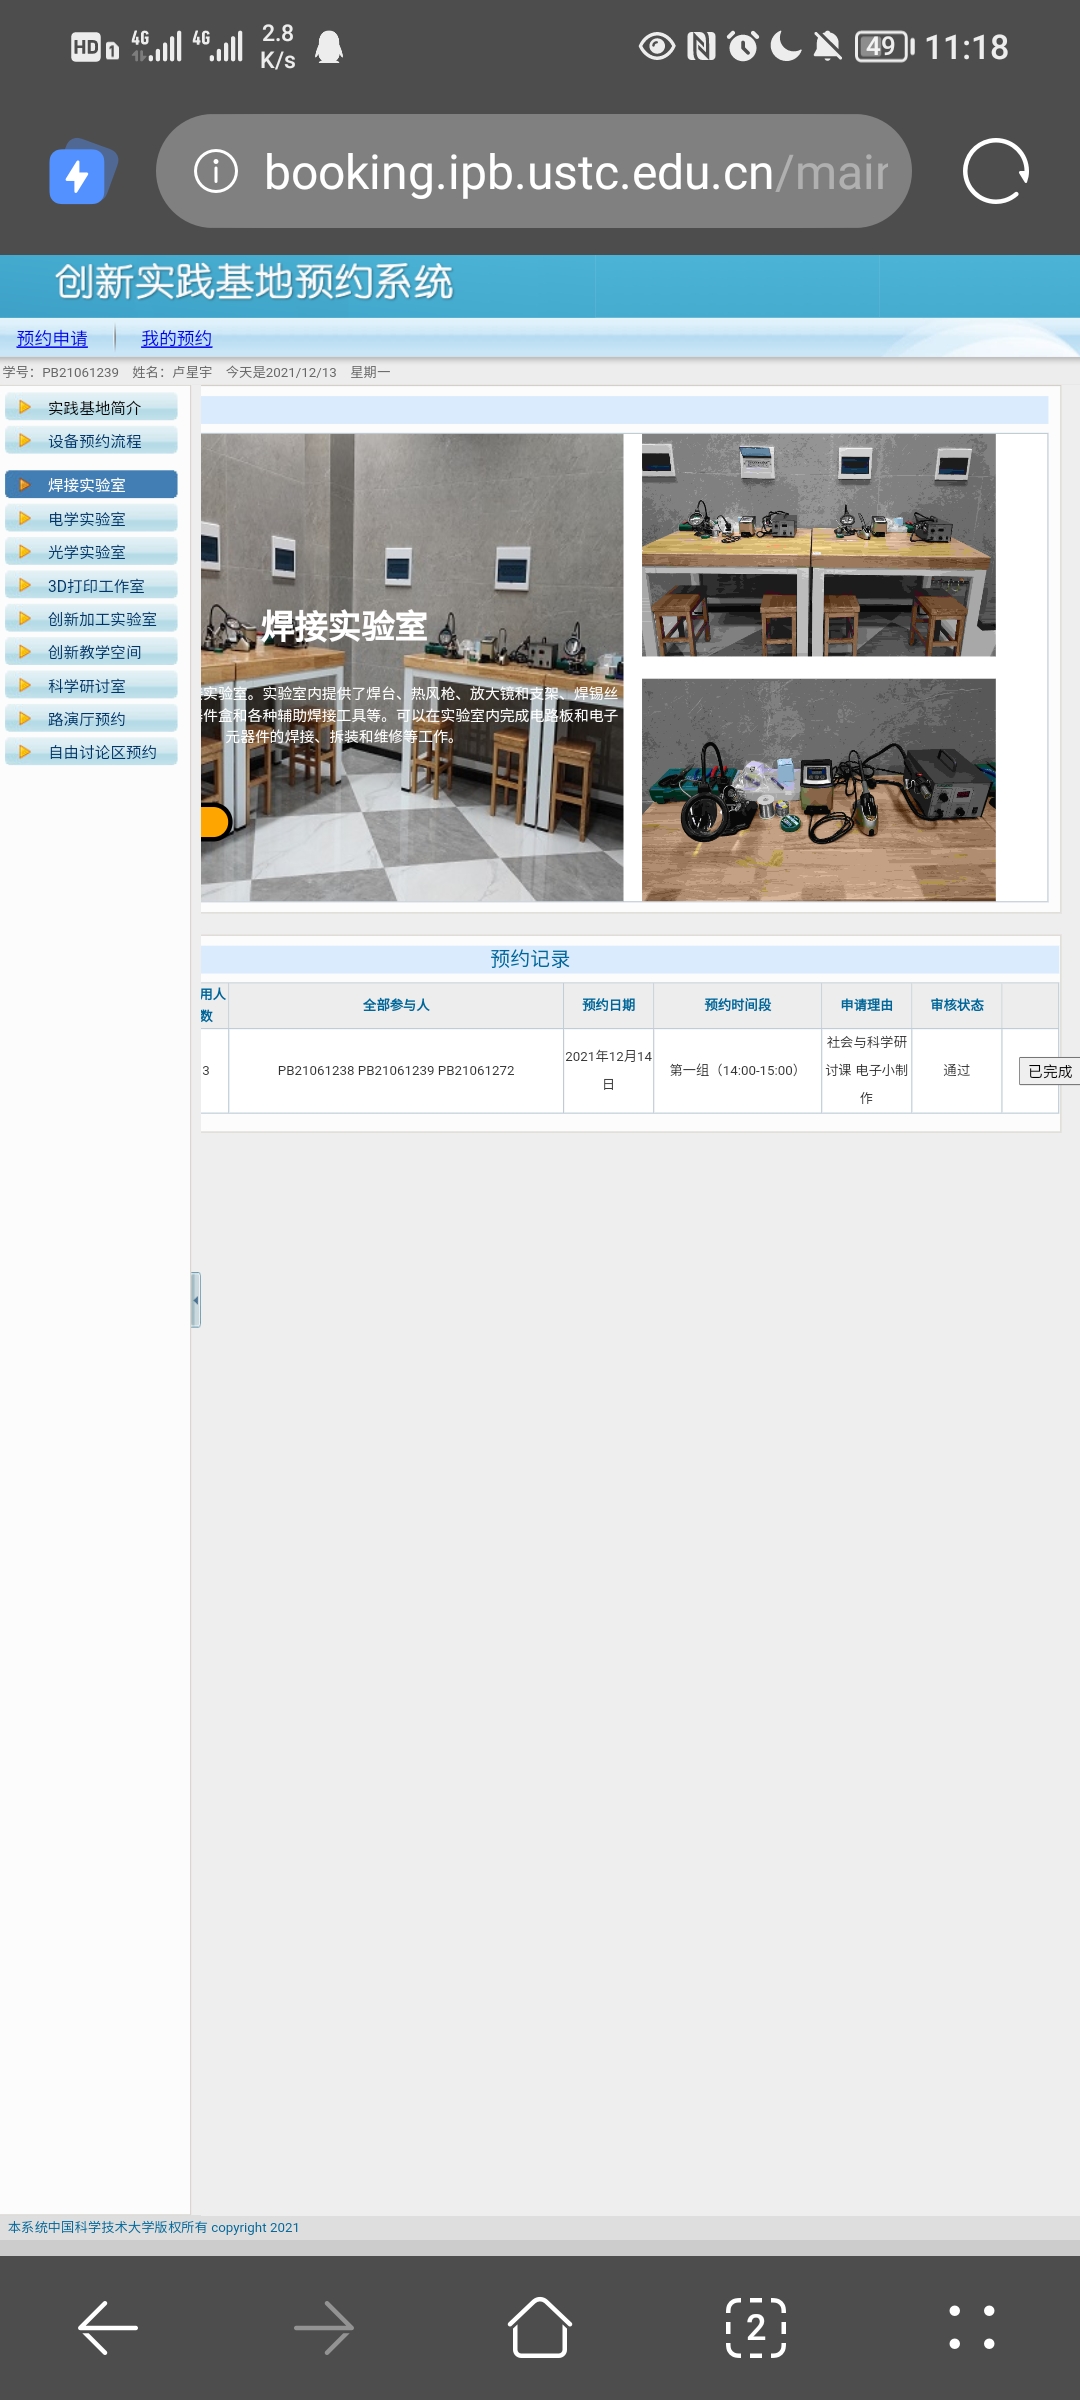 HD 1 4G 4G 2.8 K/s 49 11:18
booking.ipb.ustc.edu.cn/mair
创新实践基地预约系统
预约申请 我的预约
学号：PB21061239 姓名：卢星宇 今天是2021/12/13 星期一
实践基地简介
设备预约流程
焊接实验室
电学实验室
光学实验室
3D打印工作室
创新加工实验室
创新教学空间
科学研讨室
路演厅预约
自由讨论区预约
焊接实验室
实验室。实验室内提供了焊台、热风枪、放大镜和支架、焊锡丝
件盒和各种辅助焊接工具等。可以在实验室内完成电路板和电子
元器件的焊接、拆装和维修等工作。
预约记录
用人数 全部参与人 预约日期 预约时间段 申请理由 审核状态
3 PB21061238 PB21061239 PB21061272 2021年12月14日 第一组（14:00-15:00） 社会与科学研讨课 电子小制作 通过 已完成
本系统中国科学技术大学版权所有 copyright 2021
2